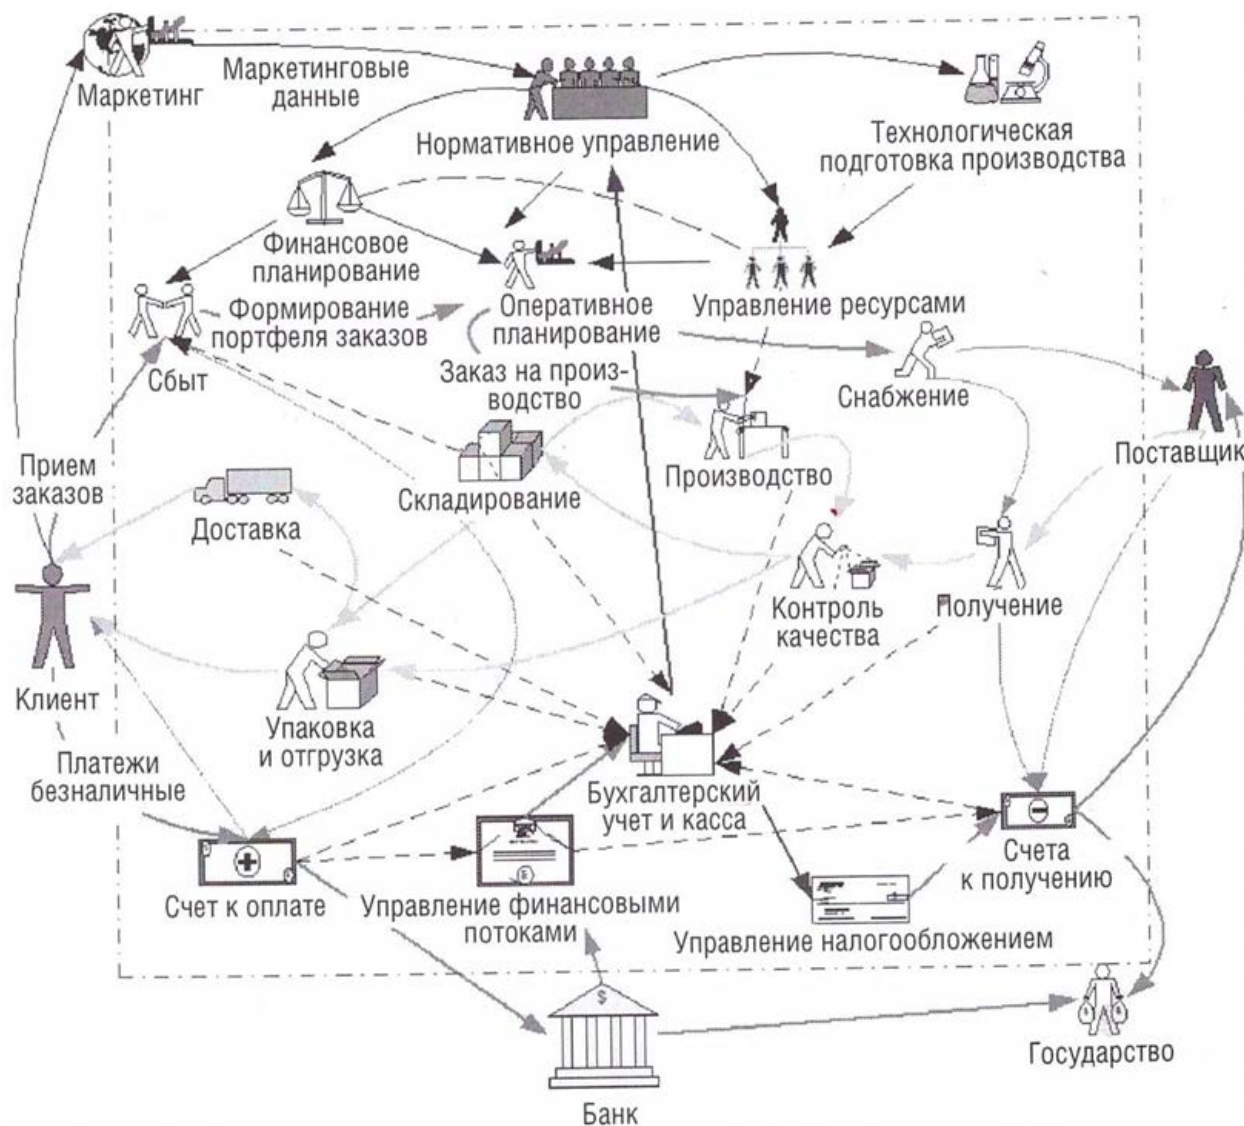 Маркетинг
Маркетинговые
данные
Нормативное управление
Технологическая
подготовка производства
Финансовое
планирование
Формирование
портфеля заказов
Оперативное
планирование
Управление ресурсами
Сбыт
Заказ на произ-
водство
Снабжение
Прием
заказов
Доставка
Складирование
Производство
Поставщик
Клиент
Упаковка
и отгрузка
Контроль
качества
Получение
Платежи
безналичные
Бухгалтерский
учет и касса
Счет к оплате
Управление финансовыми
потоками
Управление налогообложением
Счета
к получению
$
Банк
Государство